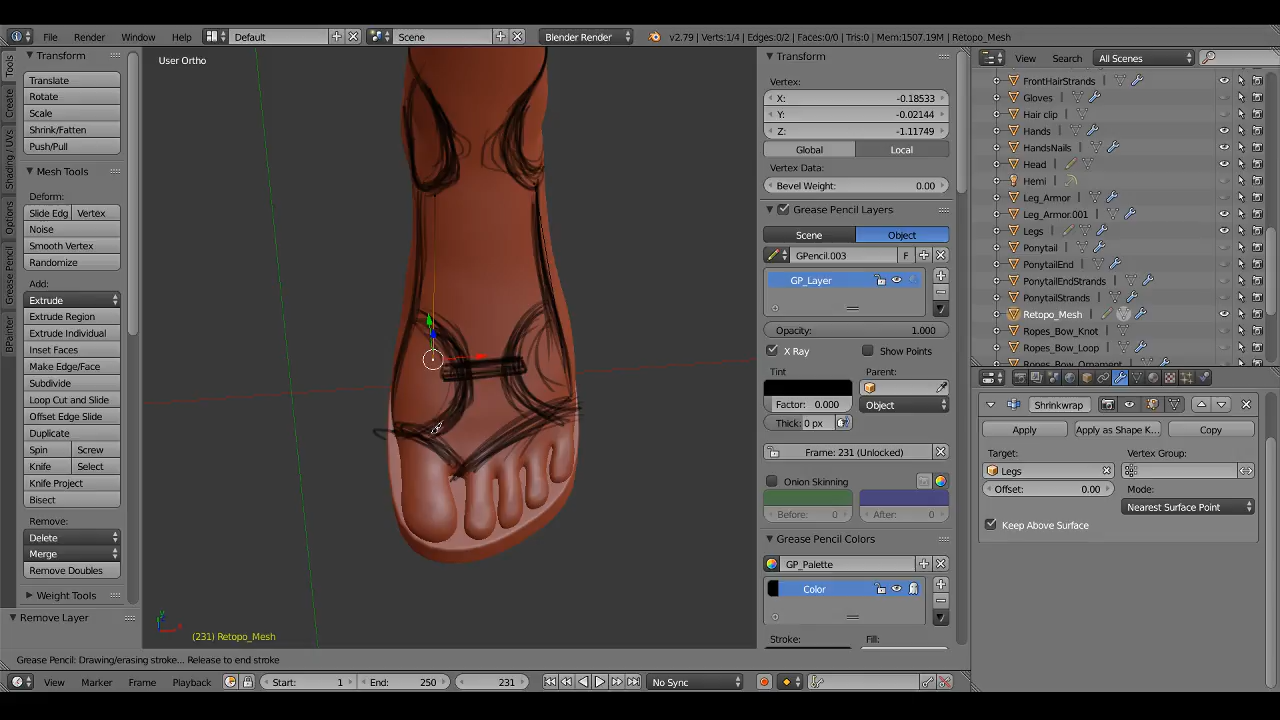 File Render Window Help Default Scene Blender Render v2.79 | Verts:1/4 | Edges:0/2 | Faces:0/0 | Tris:0 | Mem:1507.19M | Retopo_Mesh
Tools
Create
Shading / UVs
Options
Grease Pencil
BPainter
Transform
Translate
Rotate
Scale
Shrink/Fatten
Push/Pull
Mesh Tools
Deform:
Slide Edg Vertex
Noise
Smooth Vertex
Randomize
Add:
Extrude
Extrude Region
Extrude Individual
Inset Faces
Make Edge/Face
Subdivide
Loop Cut and Slide
Offset Edge Slide
Duplicate
Spin Screw
Knife Select
Knife Project
Bisect
Remove:
Delete
Merge
Remove Doubles
Weight Tools
Remove Layer
User Ortho
(231) Retopo_Mesh
Transform
Vertex:
X: -0.18533
Y: -0.02144
Z: -1.11749
Global Local
Vertex Data:
Bevel Weight: 0.00
Grease Pencil Layers
Scene Object
GPencil.003 F
GP_Layer
Opacity: 1.000
X Ray Show Points
Tint Parent:
Factor: 0.000 Object
Thick: 0 px
Frame: 231 (Unlocked)
Onion Skinning
Before: 0 After: 0
Grease Pencil Colors
GP_Palette
Color
Stroke: Fill:
View Search All Scenes
FrontHairStrands
Gloves
Hair clip
Hands
HandsNails
Head
Hemi
Leg_Armor
Leg_Armor.001
Legs
Ponytail
PonytailEnd
PonytailEndStrands
PonytailStrands
Retopo_Mesh
Ropes_Bow_Knot
Ropes_Bow_Loop
Ropes_Bow_Ornament
Shrinkwrap
Apply Apply as Shape K... Copy
Target: Vertex Group:
Legs
Offset: 0.00 Mode:
Nearest Surface Point
Keep Above Surface
Grease Pencil: Drawing/erasing stroke... Release to end stroke
View Marker Frame Playback Start: 1 End: 250 231 No Sync